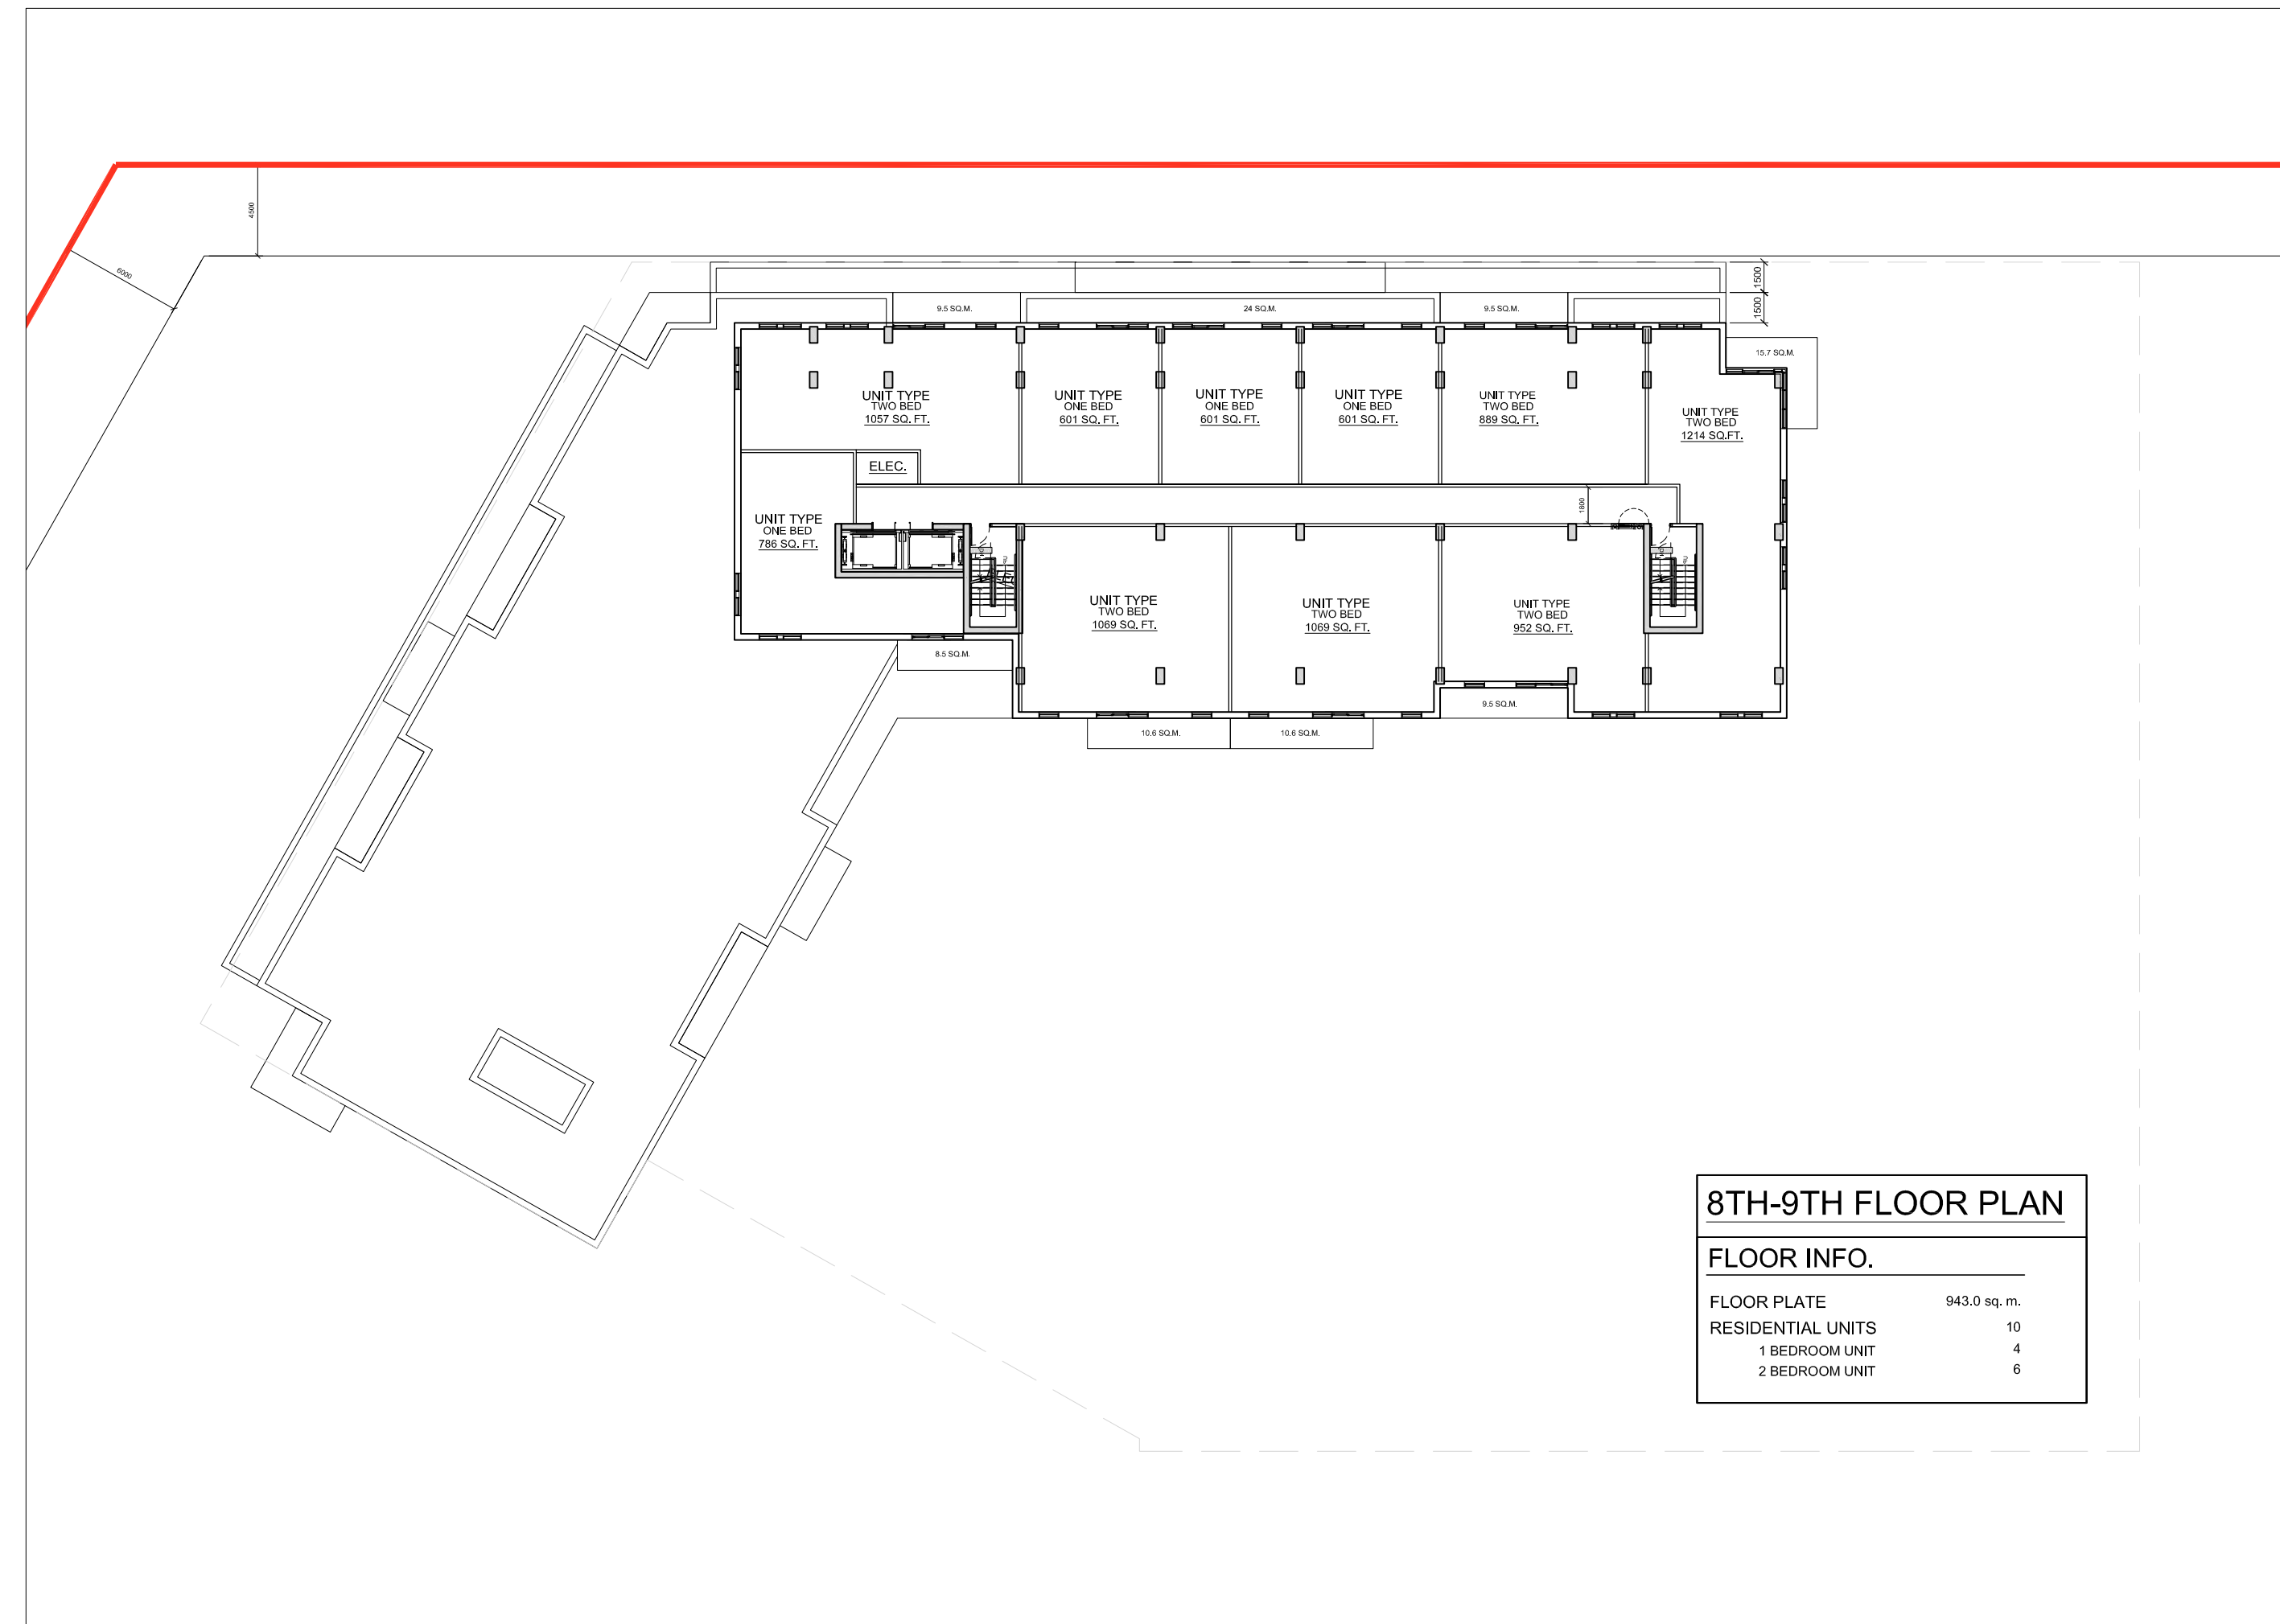 4500
6000
1500
1500
9.5 SQ.M.
24 SQ.M.
9.5 SQ.M.
15.7 SQ.M.
UNIT TYPE
TWO BED
1057 SQ. FT.
UNIT TYPE
ONE BED
601 SQ. FT.
UNIT TYPE
ONE BED
601 SQ. FT.
UNIT TYPE
ONE BED
601 SQ. FT.
UNIT TYPE
TWO BED
889 SQ. FT.
UNIT TYPE
TWO BED
1214 SQ.FT.
ELEC.
1800
UNIT TYPE
ONE BED
786 SQ. FT.
UNIT TYPE
TWO BED
1069 SQ. FT.
UNIT TYPE
TWO BED
1069 SQ. FT.
UNIT TYPE
TWO BED
952 SQ. FT.
8.5 SQ.M.
9.5 SQ.M.
10.6 SQ.M.
10.6 SQ.M.
8TH-9TH FLOOR PLAN
FLOOR INFO.
FLOOR PLATE 943.0 sq. m.
RESIDENTIAL UNITS 10
1 BEDROOM UNIT 4
2 BEDROOM UNIT 6